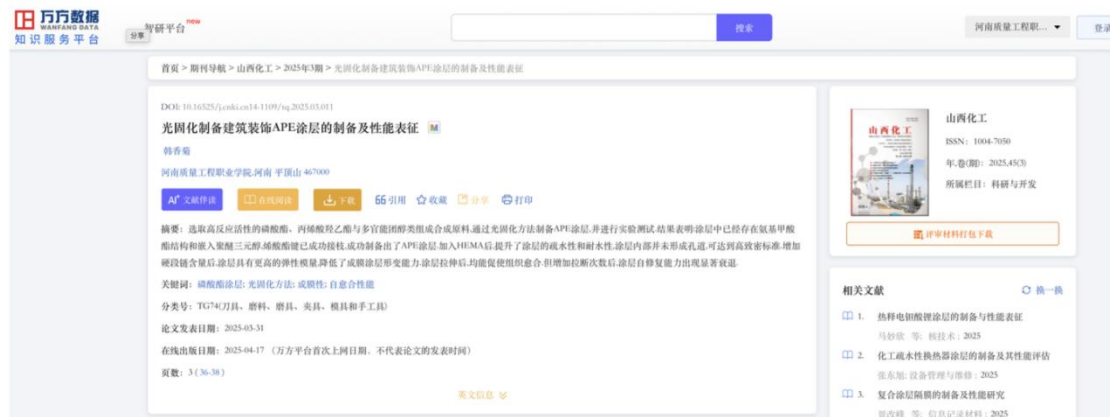 万方数据
WANFANG DATA
知识服务平台
分享
智研平台 new
搜索
河南质量工程职...
登录
首页 > 期刊导航 > 山西化工 > 2025年3期 > 光固化制备建筑装饰APE涂层的制备及性能表征
DOI: 10.16525/j.cnki.cn14-1109/tq.2025.03.011
光固化制备建筑装饰APE涂层的制备及性能表征 M
韩香菊
河南质量工程职业学院,河南 平顶山 467000
AI+ 文献伴读
在线阅读
下载
引用
收藏
分享
打印
摘要： 选取高反应活性的磷酸酯、丙烯酸羟乙酯与多官能团醇类组合成原料,通过光固化方法制备APE涂层,并进行实验测试.结果表明:涂层中已经存在氨基甲酸
酯结构和嵌入聚醚三元醇,烯酸酯键已成功接枝,成功制备出了APE涂层.加入HEMA后,提升了涂层的疏水性和耐水性,涂层内部并未形成孔道,可达到高致密标准.增加
硬段链含量后,涂层具有更高的弹性模量,降低了成膜涂层形变能力.涂层拉伸后,均能促使组织愈合.但增加拉断次数后,涂层自修复能力出现显著衰退.
关键词： 磷酸酯涂层; 光固化方法; 成膜性; 自愈合性能
分类号： TG74(刀具、磨料、磨具、夹具、模具和手工具)
论文发表日期： 2025-03-31
在线出版日期： 2025-04-17 （万方平台首次上网日期，不代表论文的发表时间）
页数： 3 (36-38)
英文信息
山西化工
山西化工
ISSN： 1004-7050
年,卷(期)： 2025,45(3)
所属栏目： 科研与开发
评审材料打包下载
相关文献
换一换
1. 热释电钽酸锂涂层的制备与性能表征
马妙欣 等; 核技术 ; 2025
2. 化工疏水性换热器涂层的制备及其性能评估
张东旭; 设备管理与维修 ; 2025
3. 复合涂层隔膜的制备及性能研究
等; 信息记录材料 ; 2025